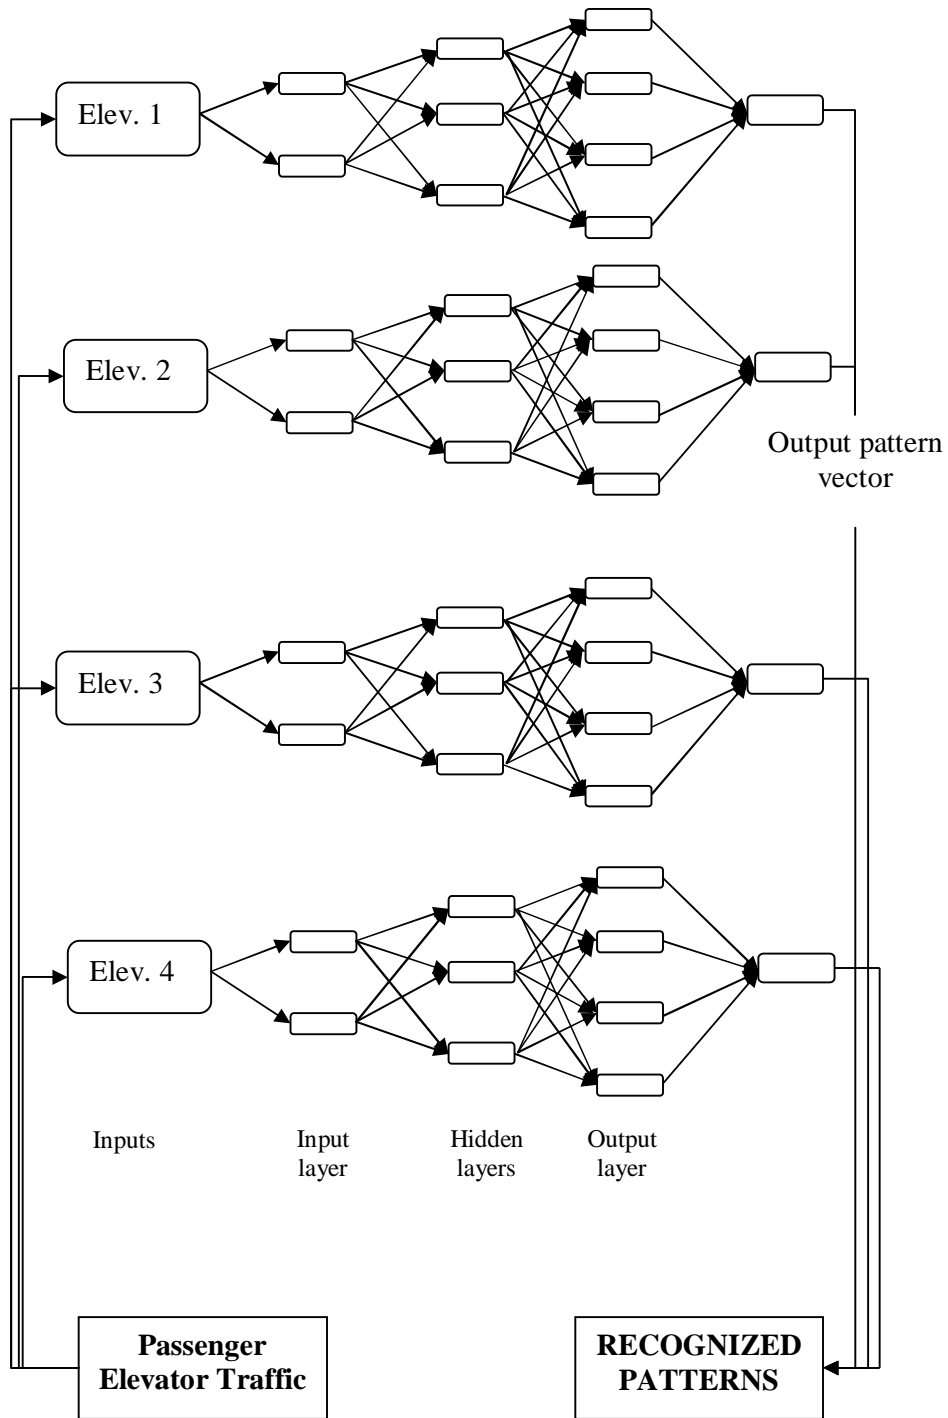 Elev. 1
Elev. 2
Output pattern
vector
Elev. 3
Elev. 4
Inputs
Input
layer
Hidden
layers
Output
layer
Passenger
Elevator Traffic
RECOGNIZED
PATTERNS